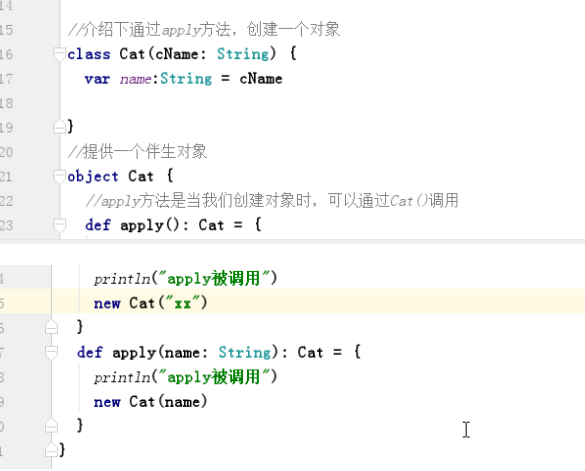 14
15 //介绍下通过apply方法，创建一个对象
16 class Cat(cName: String) {
17 var name:String = cName
18
19 }
20 //提供一个伴生对象
21 object Cat {
22 //apply方法是当我们创建对象时，可以通过Cat()调用
23 def apply(): Cat = {
4 println("apply被调用")
5 new Cat("xx")
6 }
7 def apply(name: String): Cat = {
8 println("apply被调用")
9 new Cat(name)
0 }
1 }